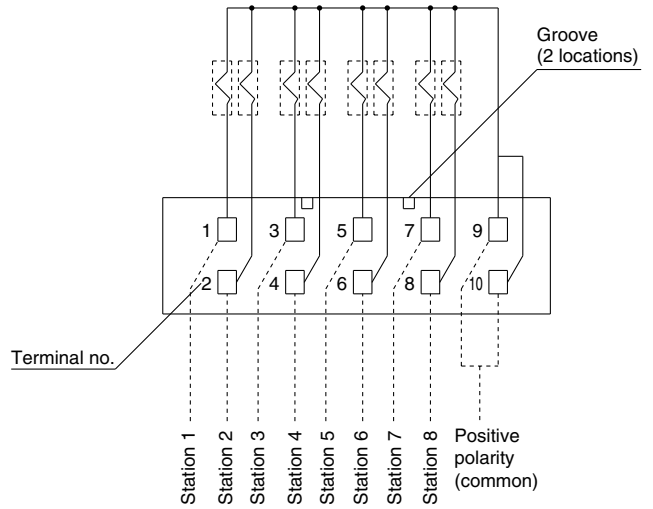 Groove
(2 locations)
1
3
5
7
9
2
4
6
8
10
Terminal no.
Station 1
Station 2
Station 3
Station 4
Station 5
Station 6
Station 7
Station 8
Positive
polarity
(common)